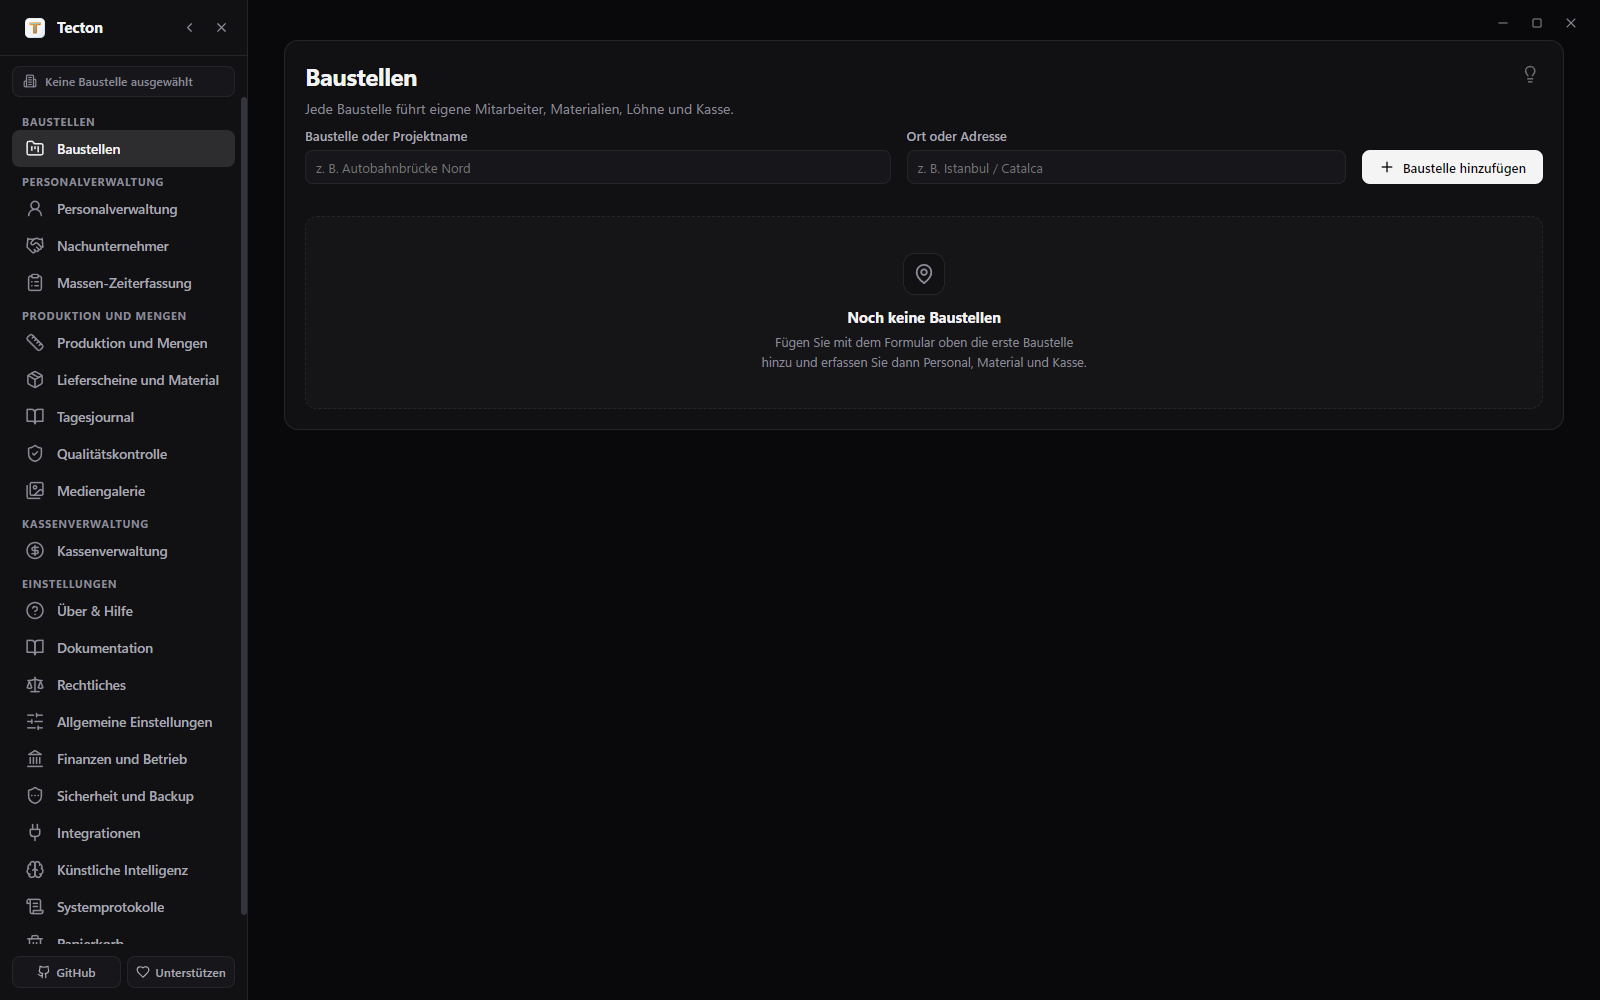 Tecton
Keine Baustelle ausgewählt
BAUSTELLEN
Baustellen
PERSONALVERWALTUNG
Personalverwaltung
Nachunternehmer
Massen-Zeiterfassung
PRODUKTION UND MENGEN
Produktion und Mengen
Lieferscheine und Material
Tagesjournal
Qualitätskontrolle
Mediengalerie
KASSENVERWALTUNG
Kassenverwaltung
EINSTELLUNGEN
Über & Hilfe
Dokumentation
Rechtliches
Allgemeine Einstellungen
Finanzen und Betrieb
Sicherheit und Backup
Integrationen
Künstliche Intelligenz
Systemprotokolle
Papierkorb
GitHub
Unterstützen
Baustellen
Jede Baustelle führt eigene Mitarbeiter, Materialien, Löhne und Kasse.
Baustelle oder Projektname
z. B. Autobahnbrücke Nord
Ort oder Adresse
z. B. Istanbul / Catalca
Baustelle hinzufügen
Noch keine Baustellen
Fügen Sie mit dem Formular oben die erste Baustelle
hinzu und erfassen Sie dann Personal, Material und Kasse.